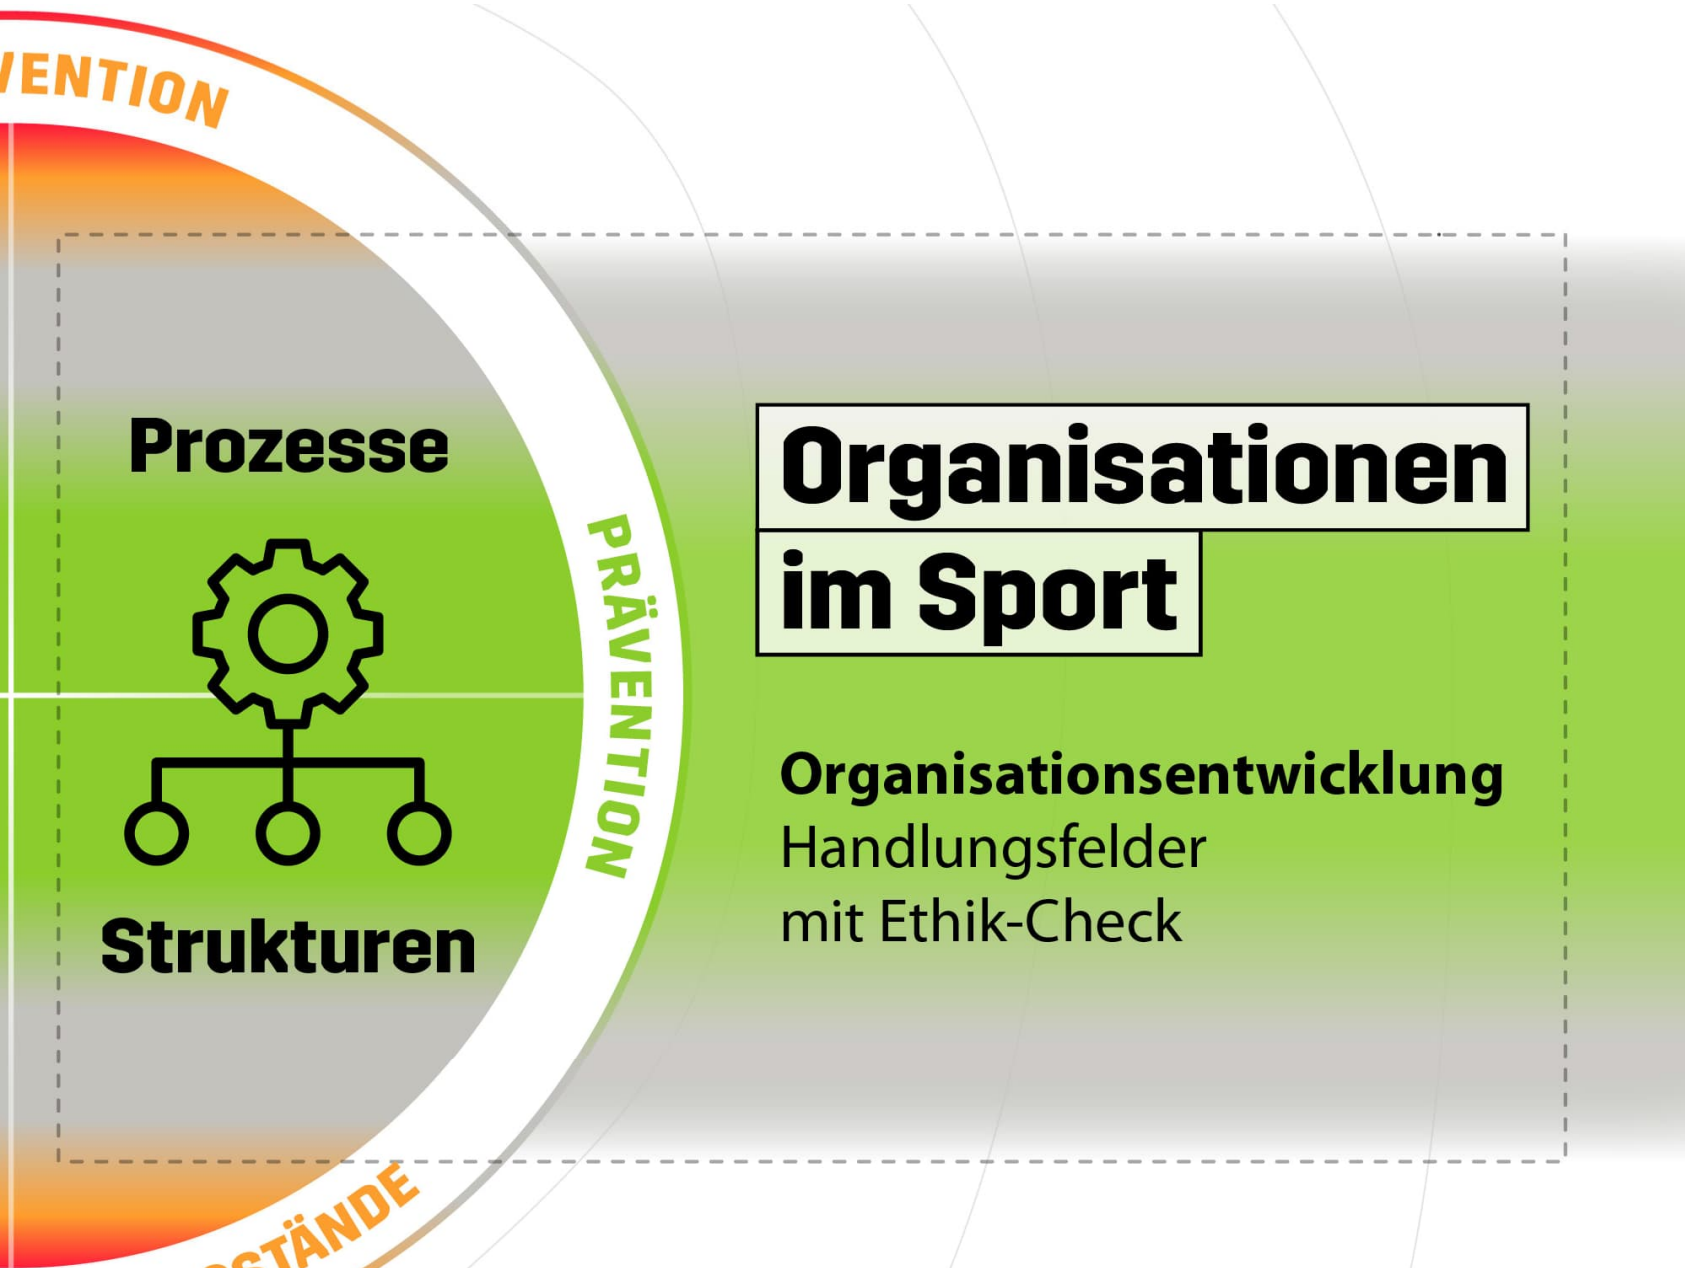 VENTION
Prozesse
Strukturen
PRÄVENTION
Organisationen
im Sport
Organisationsentwicklung
Handlungsfelder
mit Ethik-Check
STÄNDE